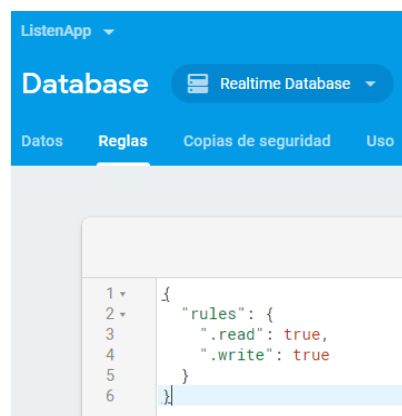 ListenApp
Database Realtime Database
Datos Reglas Copias de seguridad Uso
1 {
2 "rules": {
3 ".read": true,
4 ".write": true
5 }
6 }